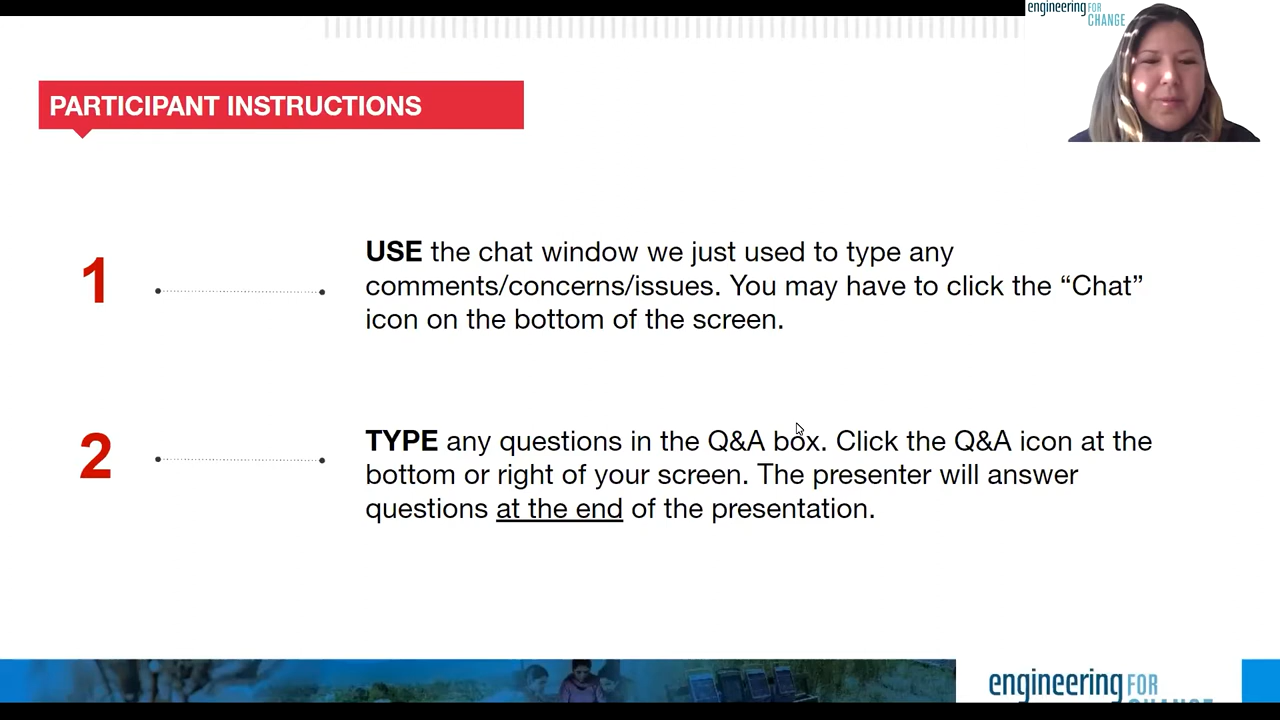 engineering FOR
CHANGE
PARTICIPANT INSTRUCTIONS
1
USE the chat window we just used to type any
comments/concerns/issues. You may have to click the “Chat”
icon on the bottom of the screen.
2
TYPE any questions in the Q&A box. Click the Q&A icon at the
bottom or right of your screen. The presenter will answer
questions at the end of the presentation.
engineering FOR
CHANGE